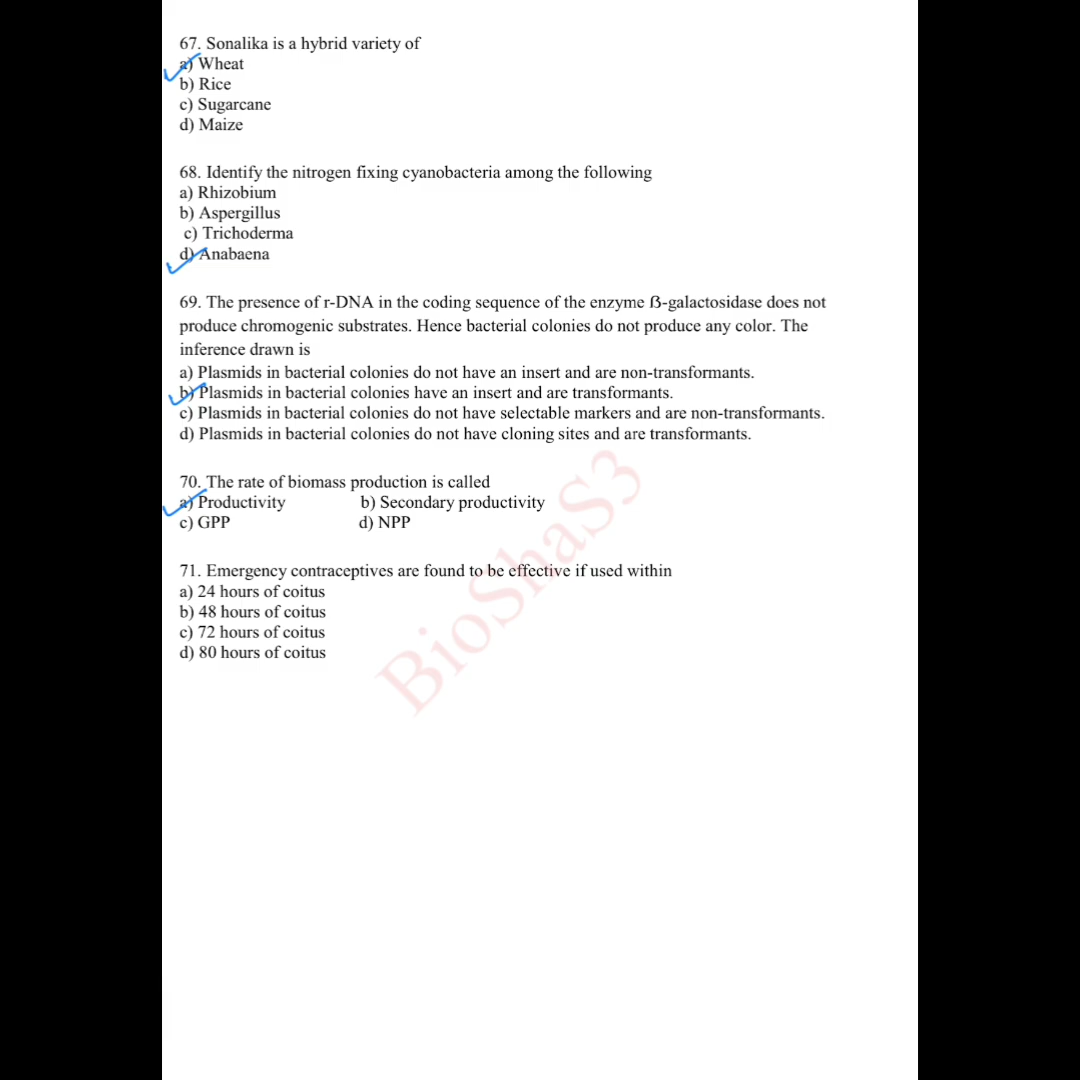 67. Sonalika is a hybrid variety of
a) Wheat
b) Rice
c) Sugarcane
d) Maize
68. Identify the nitrogen fixing cyanobacteria among the following
a) Rhizobium
b) Aspergillus
c) Trichoderma
d) Anabaena
69. The presence of r-DNA in the coding sequence of the enzyme ß-galactosidase does not
produce chromogenic substrates. Hence bacterial colonies do not produce any color. The
inference drawn is
a) Plasmids in bacterial colonies do not have an insert and are non-transformants.
b) Plasmids in bacterial colonies have an insert and are transformants.
c) Plasmids in bacterial colonies do not have selectable markers and are non-transformants.
d) Plasmids in bacterial colonies do not have cloning sites and are transformants.
70. The rate of biomass production is called
a) Productivity b) Secondary productivity
c) GPP d) NPP
71. Emergency contraceptives are found to be effective if used within
a) 24 hours of coitus
b) 48 hours of coitus
c) 72 hours of coitus
d) 80 hours of coitus
BioShaS3